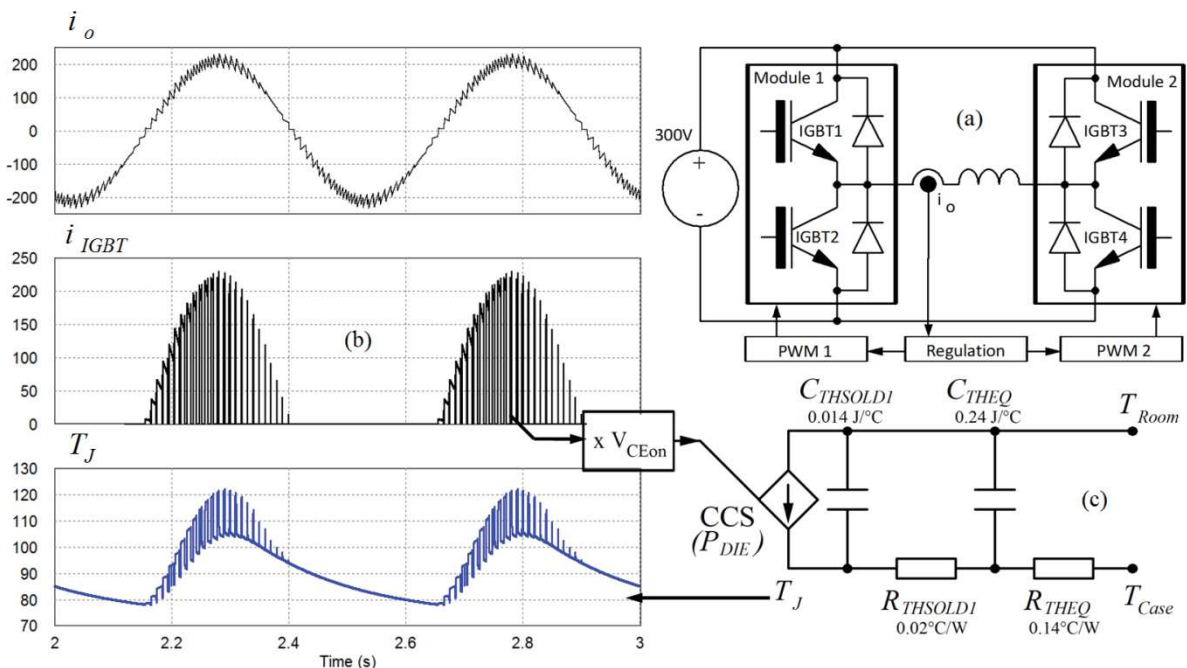 i o
200
100
0
-100
-200
i IGBT
250
200
150
100
50
0
(b)
T J
130
120
110
100
90
80
70
2
2.2
2.4
2.6
2.8
3
Time (s)
Module 1
Module 2
(a)
300V
+
-
IGBT1
IGBT3
i o
IGBT2
IGBT4
PWM 1
Regulation
PWM 2
C THSOLD1
0.014 J/°C
C THEQ
0.24 J/°C
T Room
x V CEon
CCS
(P DIE)
(c)
T J
R THSOLD1
0.02°C/W
R THEQ
0.14°C/W
T Case